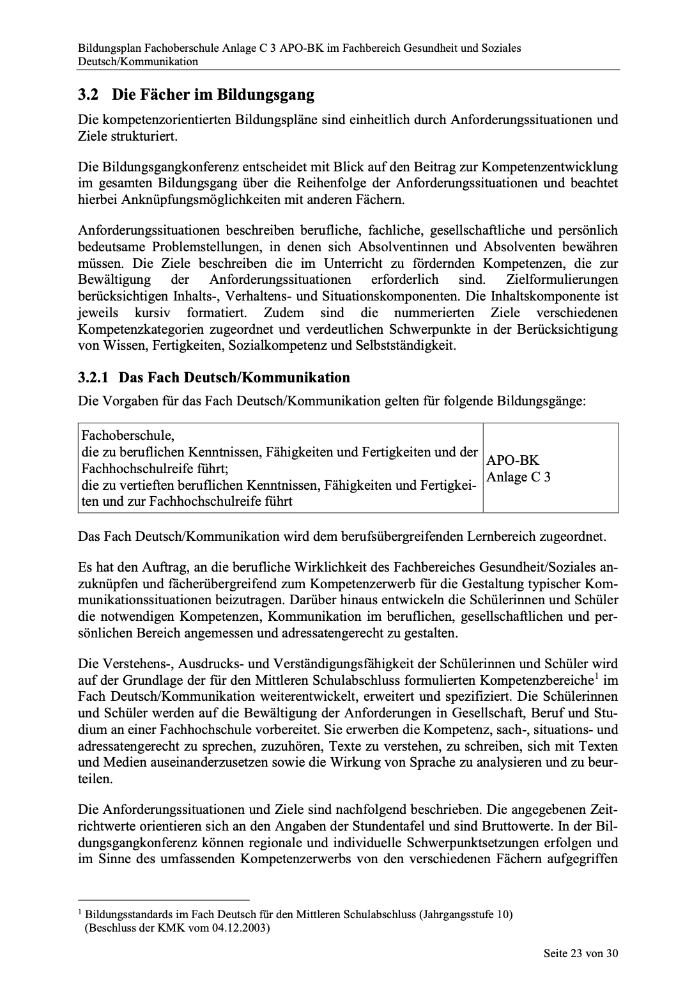 Bildungsplan Fachoberschule Anlage C 3 APO-BK im Fachbereich Gesundheit und Soziales
Deutsch/Kommunikation
3.2 Die Fächer im Bildungsgang
Die kompetenzorientierten Bildungspläne sind einheitlich durch Anforderungssituationen und
Ziele strukturiert.
Die Bildungsgangkonferenz entscheidet mit Blick auf den Beitrag zur Kompetenzentwicklung
im gesamten Bildungsgang über die Reihenfolge der Anforderungssituationen und beachtet
hierbei Anknüpfungsmöglichkeiten mit anderen Fächern.
Anforderungssituationen beschreiben berufliche, fachliche, gesellschaftliche und persönlich
bedeutsame Problemstellungen, in denen sich Absolventinnen und Absolventen bewähren
müssen. Die Ziele beschreiben die im Unterricht zu fördernden Kompetenzen, die zur
Bewältigung der Anforderungssituationen erforderlich sind. Zielformulierungen
berücksichtigen Inhalts-, Verhaltens- und Situationskomponenten. Die Inhaltskomponente ist
jeweils kursiv formatiert. Zudem sind die nummerierten Ziele verschiedenen
Kompetenzkategorien zugeordnet und verdeutlichen Schwerpunkte in der Berücksichtigung
von Wissen, Fertigkeiten, Sozialkompetenz und Selbstständigkeit.
3.2.1 Das Fach Deutsch/Kommunikation
Die Vorgaben für das Fach Deutsch/Kommunikation gelten für folgende Bildungsgänge:
Fachoberschule,
die zu beruflichen Kenntnissen, Fähigkeiten und Fertigkeiten und der
Fachhochschulreife führt;
die zu vertieften beruflichen Kenntnissen, Fähigkeiten und Fertigkei-
ten und zur Fachhochschulreife führt
APO-BK
Anlage C 3
Das Fach Deutsch/Kommunikation wird dem berufsübergreifenden Lernbereich zugeordnet.
Es hat den Auftrag, an die berufliche Wirklichkeit des Fachbereiches Gesundheit/Soziales an-
zuknüpfen und fächerübergreifend zum Kompetenzerwerb für die Gestaltung typischer Kom-
munikationssituationen beizutragen. Darüber hinaus entwickeln die Schülerinnen und Schüler
die notwendigen Kompetenzen, Kommunikation im beruflichen, gesellschaftlichen und per-
sönlichen Bereich angemessen und adressatengerecht zu gestalten.
Die Verstehens-, Ausdrucks- und Verständigungsfähigkeit der Schülerinnen und Schüler wird
auf der Grundlage der für den Mittleren Schulabschluss formulierten Kompetenzbereiche¹ im
Fach Deutsch/Kommunikation weiterentwickelt, erweitert und spezifiziert. Die Schülerinnen
und Schüler werden auf die Bewältigung der Anforderungen in Gesellschaft, Beruf und Stu-
dium an einer Fachhochschule vorbereitet. Sie erwerben die Kompetenz, sach-, situations- und
adressatengerecht zu sprechen, zuzuhören, Texte zu verstehen, zu schreiben, sich mit Texten
und Medien auseinanderzusetzen sowie die Wirkung von Sprache zu analysieren und zu beur-
teilen.
Die Anforderungssituationen und Ziele sind nachfolgend beschrieben. Die angegebenen Zeit-
richtwerte orientieren sich an den Angaben der Stundentafel und sind Bruttowerte. In der Bil-
dungsgangkonferenz können regionale und individuelle Schwerpunktsetzungen erfolgen und
im Sinne des umfassenden Kompetenzerwerbs von den verschiedenen Fächern aufgegriffen
¹ Bildungsstandards im Fach Deutsch für den Mittleren Schulabschluss (Jahrgangsstufe 10)
(Beschluss der KMK vom 04.12.2003)
Seite 23 von 30